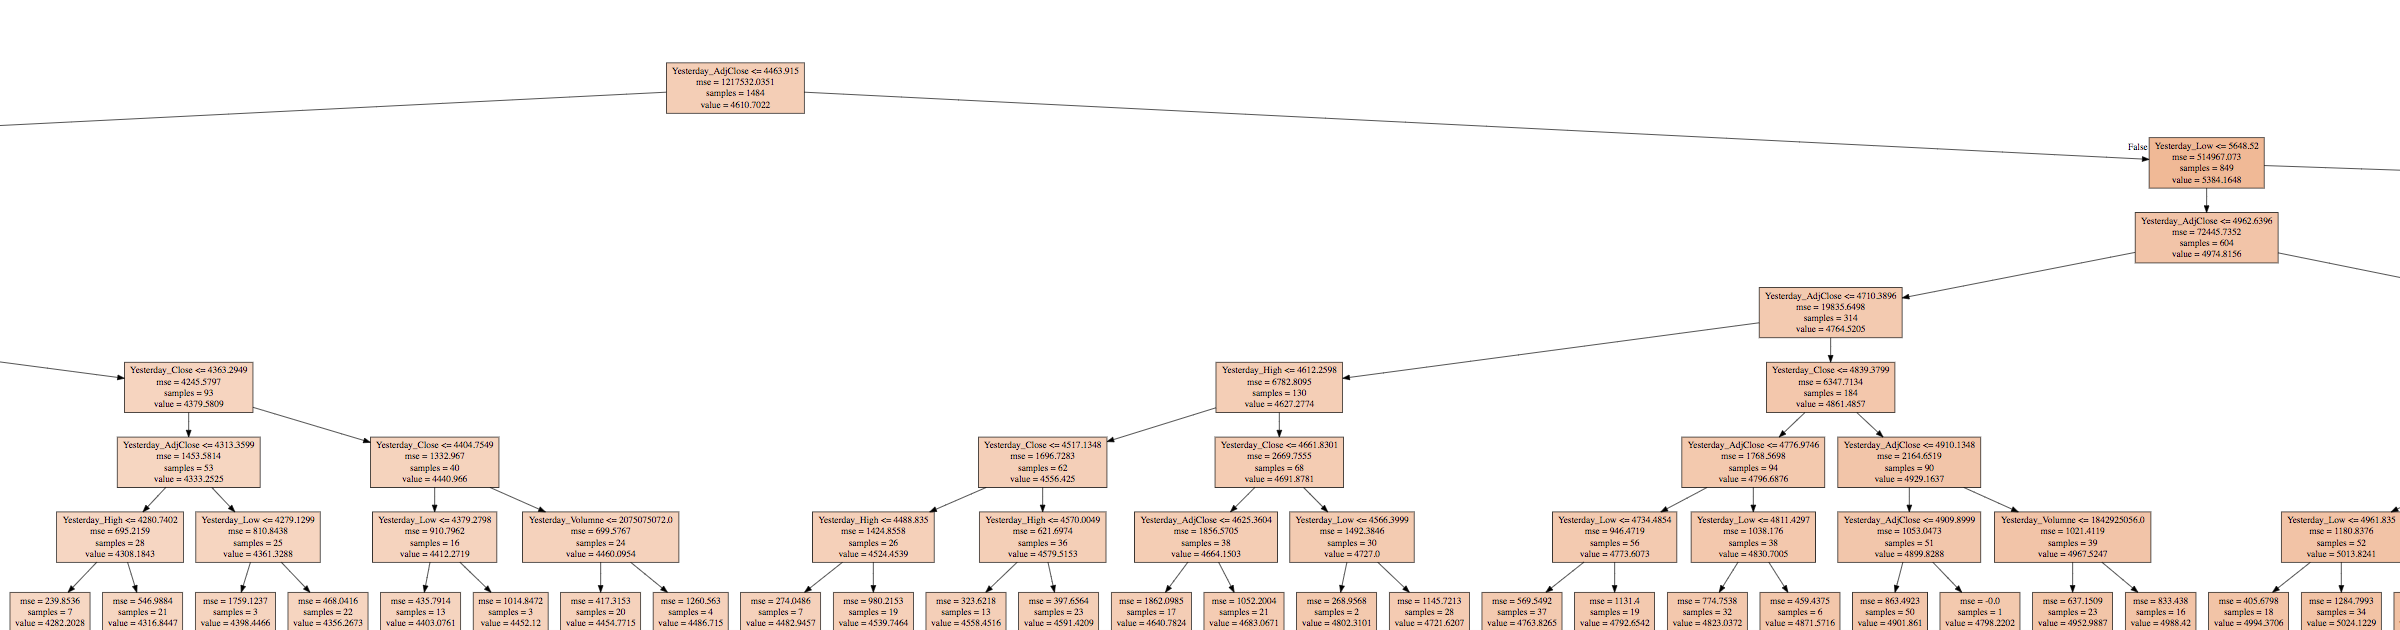 Yesterday_AdjClose <= 4463.915
mse = 1217532.0351
samples = 1484
value = 4610.7022
False
Yesterday_Low <= 5648.52
mse = 514967.073
samples = 849
value = 5384.1648
Yesterday_AdjClose <= 4962.6396
mse = 72445.7352
samples = 604
value = 4974.8156
Yesterday_AdjClose <= 4710.3896
mse = 19835.6498
samples = 314
value = 4764.5205
Yesterday_Close <= 4363.2949
mse = 4245.5797
samples = 93
value = 4379.5809
Yesterday_High <= 4612.2598
mse = 6782.8095
samples = 130
value = 4627.2774
Yesterday_Close <= 4839.3799
mse = 6347.7134
samples = 184
value = 4861.4857
Yesterday_AdjClose <= 4313.3599
mse = 1453.5814
samples = 53
value = 4333.2525
Yesterday_Close <= 4404.7549
mse = 1332.967
samples = 40
value = 4440.966
Yesterday_Close <= 4517.1348
mse = 1696.7283
samples = 62
value = 4556.425
Yesterday_Close <= 4661.8301
mse = 2669.7555
samples = 68
value = 4691.8781
Yesterday_AdjClose <= 4776.9746
mse = 1768.5698
samples = 94
value = 4796.6876
Yesterday_AdjClose <= 4910.1348
mse = 2164.6519
samples = 90
value = 4929.1637
Yesterday_High <= 4280.7402
mse = 695.2159
samples = 28
value = 4308.1843
Yesterday_Low <= 4279.1299
mse = 810.8438
samples = 25
value = 4361.3288
Yesterday_Low <= 4379.2798
mse = 910.7962
samples = 16
value = 4412.2719
Yesterday_Volumne <= 2075075072.0
mse = 699.5767
samples = 24
value = 4460.0954
Yesterday_High <= 4488.835
mse = 1424.8558
samples = 26
value = 4524.4539
Yesterday_High <= 4570.0049
mse = 621.6974
samples = 36
value = 4579.5153
Yesterday_AdjClose <= 4625.3604
mse = 1856.5705
samples = 38
value = 4664.1503
Yesterday_Low <= 4566.3999
mse = 1492.3846
samples = 30
value = 4727.0
Yesterday_Low <= 4734.4854
mse = 946.4719
samples = 56
value = 4773.6073
Yesterday_Low <= 4811.4297
mse = 1038.176
samples = 38
value = 4830.7005
Yesterday_AdjClose <= 4909.8999
mse = 1053.0473
samples = 51
value = 4899.8288
Yesterday_Volumne <= 1842925056.0
mse = 1021.4119
samples = 39
value = 4967.5247
Yesterday_Low <= 4961.835
mse = 1180.8376
samples = 52
value = 5013.8241
mse = 239.8536
samples = 7
value = 4282.2028
mse = 546.9884
samples = 21
value = 4316.8447
mse = 1759.1237
samples = 3
value = 4398.4466
mse = 468.0416
samples = 22
value = 4356.2673
mse = 435.7914
samples = 13
value = 4403.0761
mse = 1014.8472
samples = 3
value = 4452.12
mse = 417.3153
samples = 20
value = 4454.7715
mse = 1260.563
samples = 4
value = 4486.715
mse = 274.0486
samples = 7
value = 4482.9457
mse = 980.2153
samples = 19
value = 4539.7464
mse = 323.6218
samples = 13
value = 4558.4516
mse = 397.6564
samples = 23
value = 4591.4209
mse = 1862.0985
samples = 17
value = 4640.7824
mse = 1052.2004
samples = 21
value = 4683.0671
mse = 268.9568
samples = 2
value = 4802.3101
mse = 1145.7213
samples = 28
value = 4721.6207
mse = 569.5492
samples = 37
value = 4763.8265
mse = 1131.4
samples = 19
value = 4792.6542
mse = 774.7538
samples = 32
value = 4823.0372
mse = 459.4375
samples = 6
value = 4871.5716
mse = 863.4923
samples = 50
value = 4901.861
mse = -0.0
samples = 1
value = 4798.2202
mse = 637.1509
samples = 23
value = 4952.9887
mse = 833.438
samples = 16
value = 4988.42
mse = 405.6798
samples = 18
value = 4994.3706
mse = 1284.7993
samples = 34
value = 5024.1229